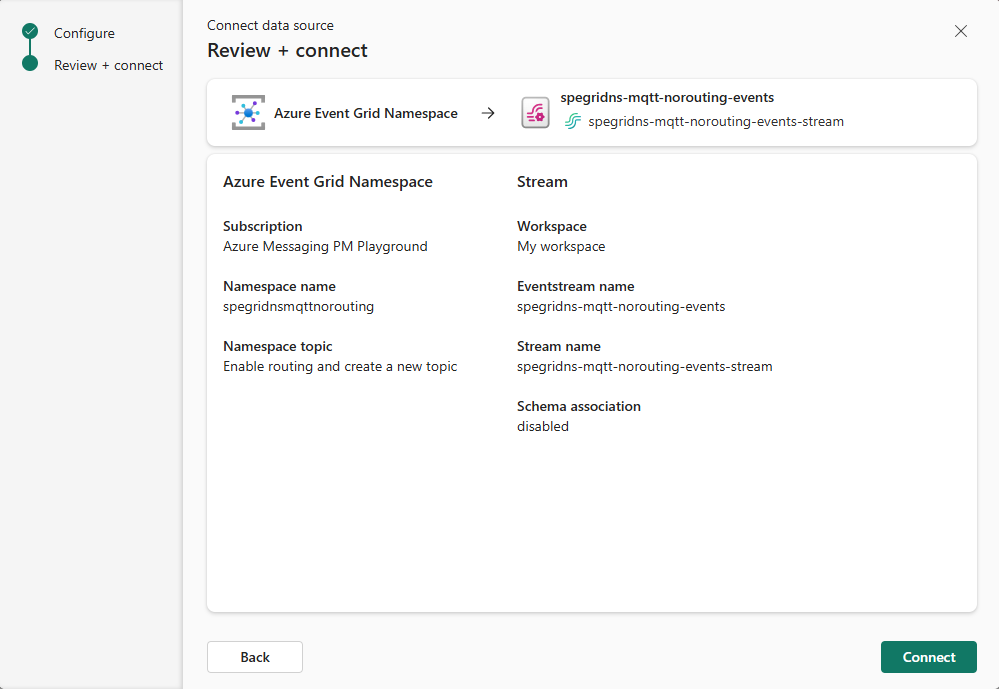 Configure
Review + connect
Connect data source
Review + connect
Azure Event Grid Namespace
spegridns-mqtt-norouting-events
spegridns-mqtt-norouting-events-stream
Azure Event Grid Namespace
Subscription
Azure Messaging PM Playground
Namespace name
spegridnsmqttnorouting
Namespace topic
Enable routing and create a new topic
Stream
Workspace
My workspace
Eventstream name
spegridns-mqtt-norouting-events
Stream name
spegridns-mqtt-norouting-events-stream
Schema association
disabled
Back
Connect